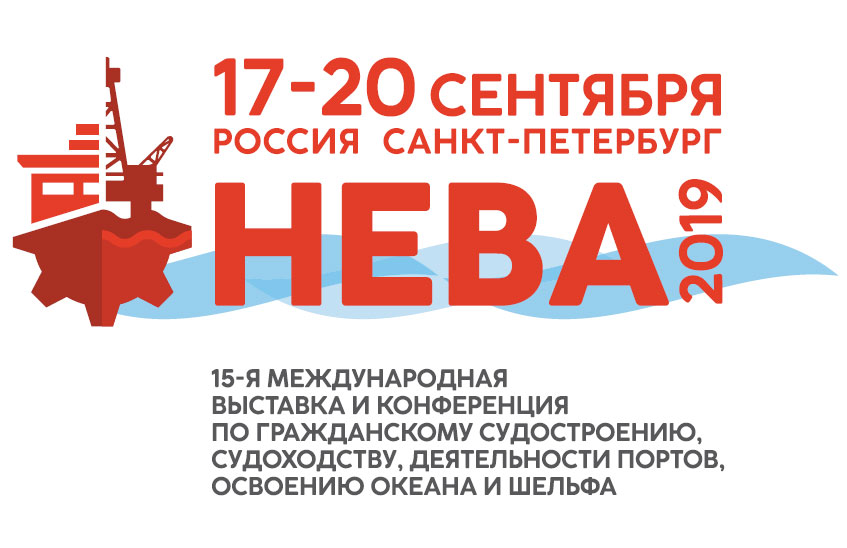 17-20 СЕНТЯБРЯ
РОССИЯ САНКТ-ПЕТЕРБУРГ
НЕВА
2019
15-Я МЕЖДУНАРОДНАЯ
ВЫСТАВКА И КОНФЕРЕНЦИЯ
ПО ГРАЖДАНСКОМУ СУДОСТРОЕНИЮ,
СУДОХОДСТВУ, ДЕЯТЕЛЬНОСТИ ПОРТОВ,
ОСВОЕНИЮ ОКЕАНА И ШЕЛЬФА